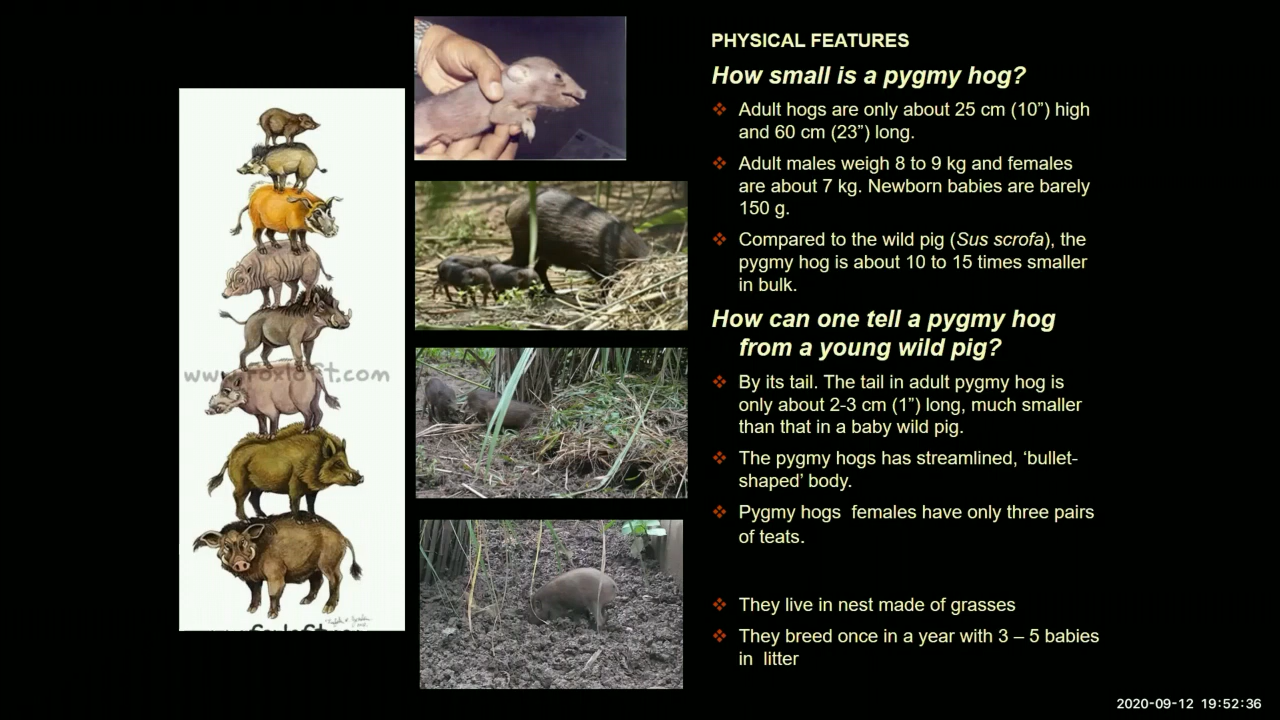 PHYSICAL FEATURES
How small is a pygmy hog?
❖ Adult hogs are only about 25 cm (10”) high
and 60 cm (23”) long.
❖ Adult males weigh 8 to 9 kg and females
are about 7 kg. Newborn babies are barely
150 g.
❖ Compared to the wild pig (Sus scrofa), the
pygmy hog is about 10 to 15 times smaller
in bulk.
How can one tell a pygmy hog
from a young wild pig?
❖ By its tail. The tail in adult pygmy hog is
only about 2-3 cm (1”) long, much smaller
than that in a baby wild pig.
❖ The pygmy hogs has streamlined, ‘bullet-
shaped’ body.
❖ Pygmy hogs  females have only three pairs
of teats.
❖ They live in nest made of grasses
❖ They breed once in a year with 3 – 5 babies
in  litter
2020-09-12 19:52:36